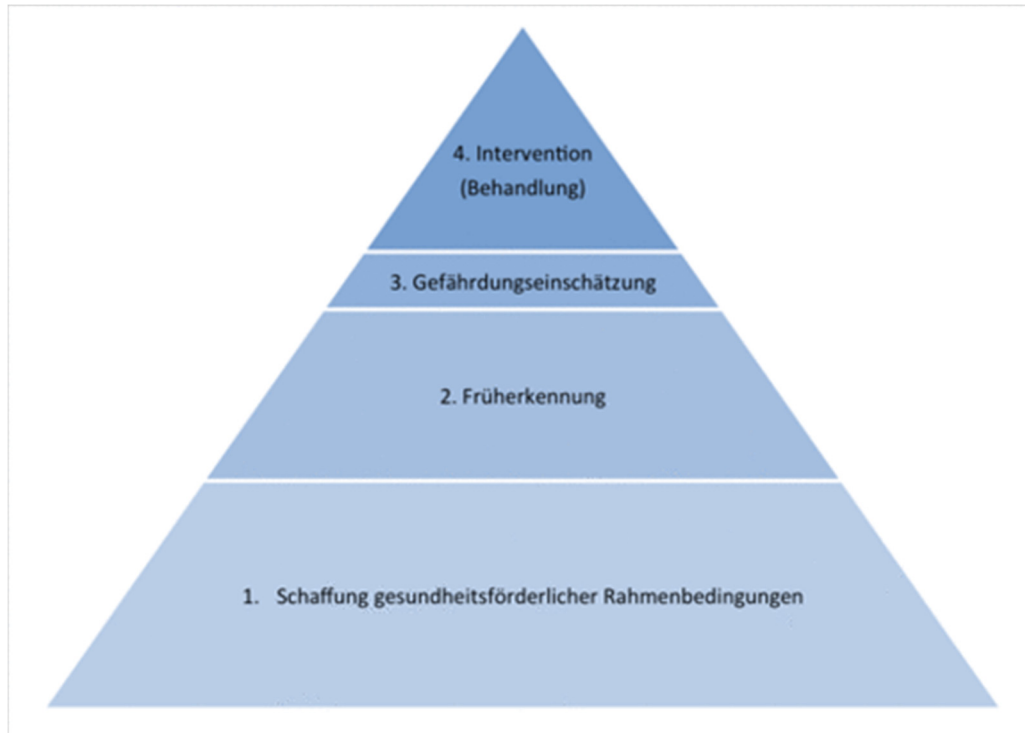 4. Intervention
(Behandlung)
3. Gefährdungseinschätzung
2. Früherkennung
1. Schaffung gesundheitsförderlicher Rahmenbedingungen